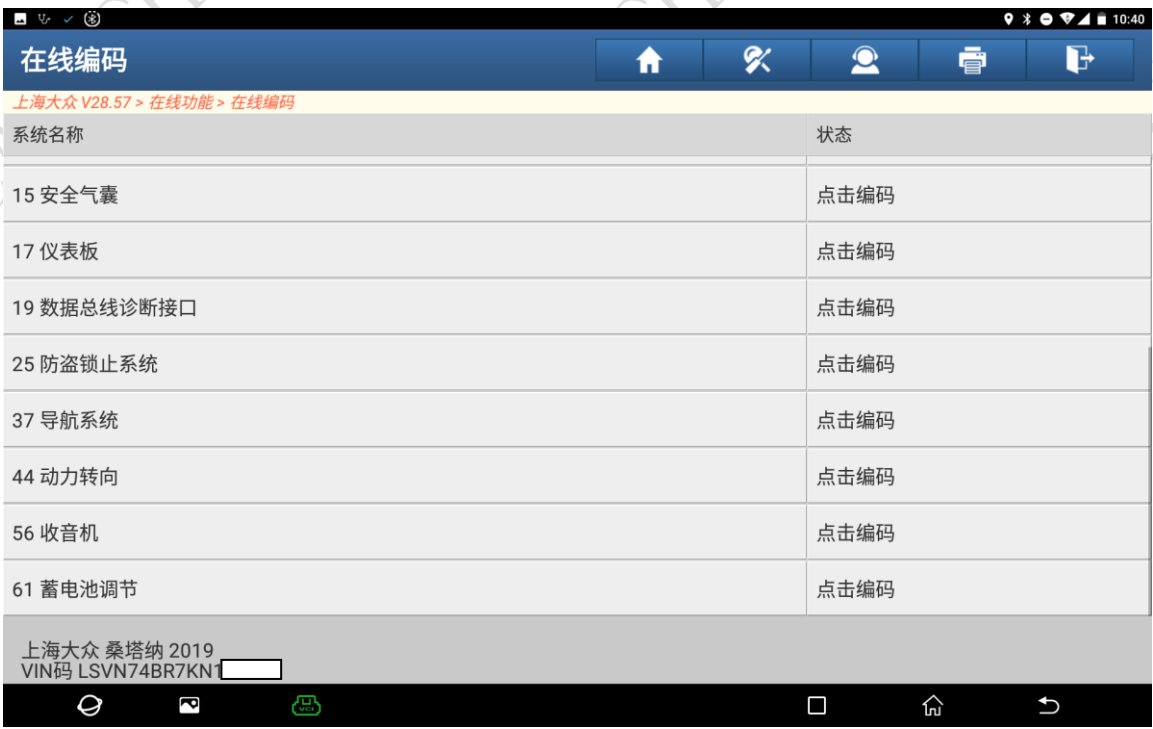 10:40
在线编码
上海大众 V28.57 > 在线功能 > 在线编码
系统名称 状态
15 安全气囊 点击编码
17 仪表板 点击编码
19 数据总线诊断接口 点击编码
25 防盗锁止系统 点击编码
37 导航系统 点击编码
44 动力转向 点击编码
56 收音机 点击编码
61 蓄电池调节 点击编码
上海大众 桑塔纳 2019
VIN码 LSVN74BR7KN1
VCI